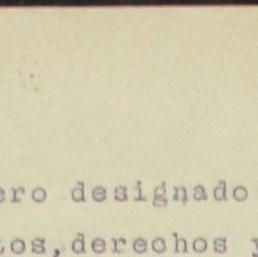 ero designado
tos, derechos y